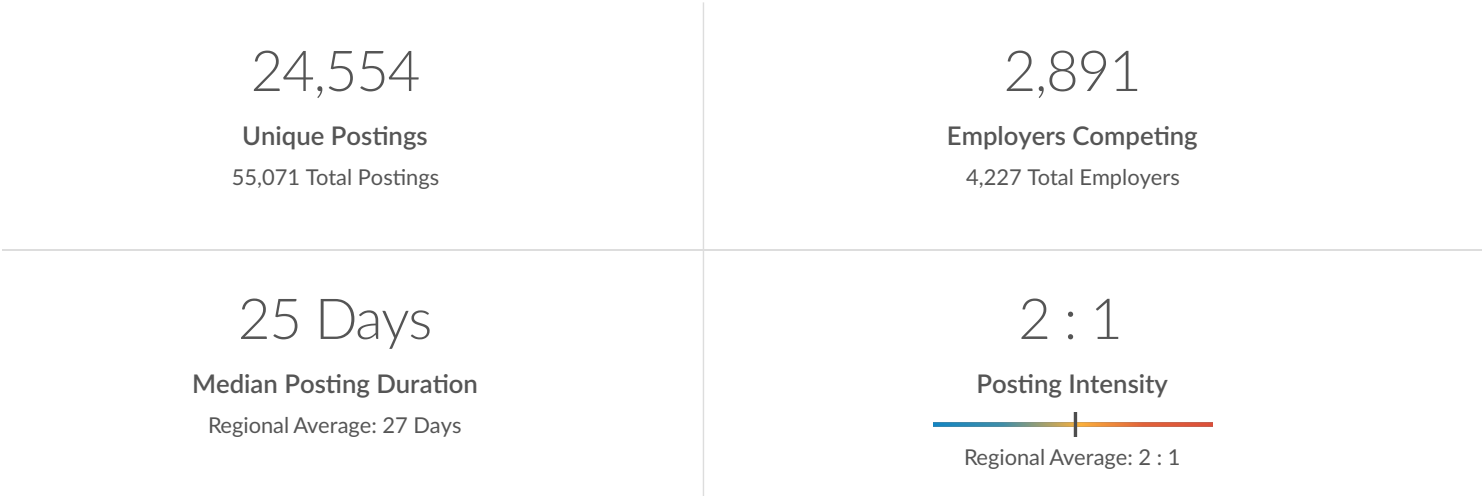 24,554
Unique Postings
55,071 Total Postings
2,891
Employers Competing
4,227 Total Employers
25 Days
Median Posting Duration
Regional Average: 27 Days
2 : 1
Posting Intensity
Regional Average: 2 : 1